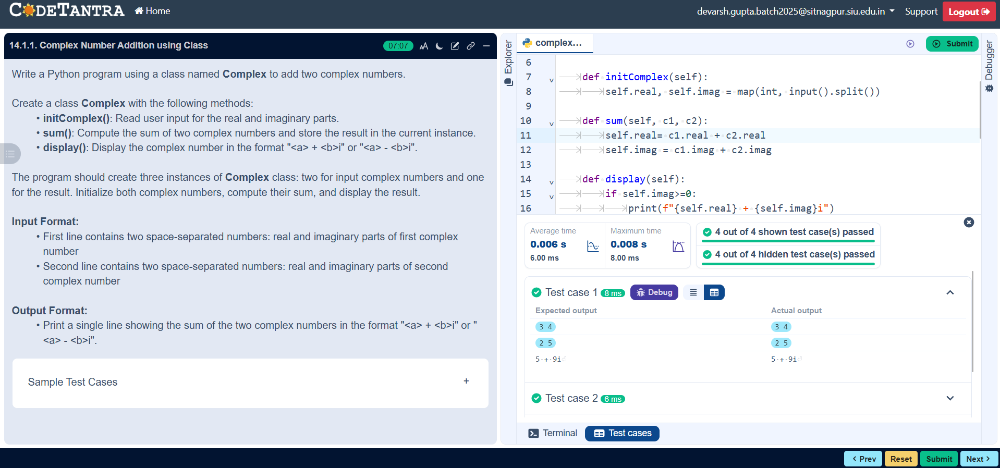 CODETANTRA Home
devarsh.gupta.batch2025@sitnagpur.siu.edu.in Support Logout
14.1.1. Complex Number Addition using Class
07:07 AA
Write a Python program using a class named Complex to add two complex numbers.
Create a class Complex with the following methods:
• initComplex(): Read user input for the real and imaginary parts.
• sum(): Compute the sum of two complex numbers and store the result in the current instance.
• display(): Display the complex number in the format "<a> + <b>i" or "<a> - <b>i".
The program should create three instances of Complex class: two for input complex numbers and one
for the result. Initialize both complex numbers, compute their sum, and display the result.
Input Format:
• First line contains two space-separated numbers: real and imaginary parts of first complex
number
• Second line contains two space-separated numbers: real and imaginary parts of second
complex number
Output Format:
• Print a single line showing the sum of the two complex numbers in the format "<a> + <b>i" or "
<a> - <b>i".
Sample Test Cases +
Explorer
complex...
Submit
Debugger
6
7 def initComplex(self):
8 self.real, self.imag = map(int, input().split())
9
10 def sum(self, c1, c2):
11 self.real= c1.real + c2.real
12 self.imag = c1.imag + c2.imag
13
14 def display(self):
15 if self.imag>=0:
16 print(f"{self.real} + {self.imag}i")
Average time
0.006 s
6.00 ms
Maximum time
0.008 s
8.00 ms
4 out of 4 shown test case(s) passed
4 out of 4 hidden test case(s) passed
Test case 1 8 ms Debug
Expected output Actual output
3 4 3 4
2 5 2 5
5·+·9i 5·+·9i
Test case 2 6 ms
Terminal Test cases
< Prev Reset Submit Next >